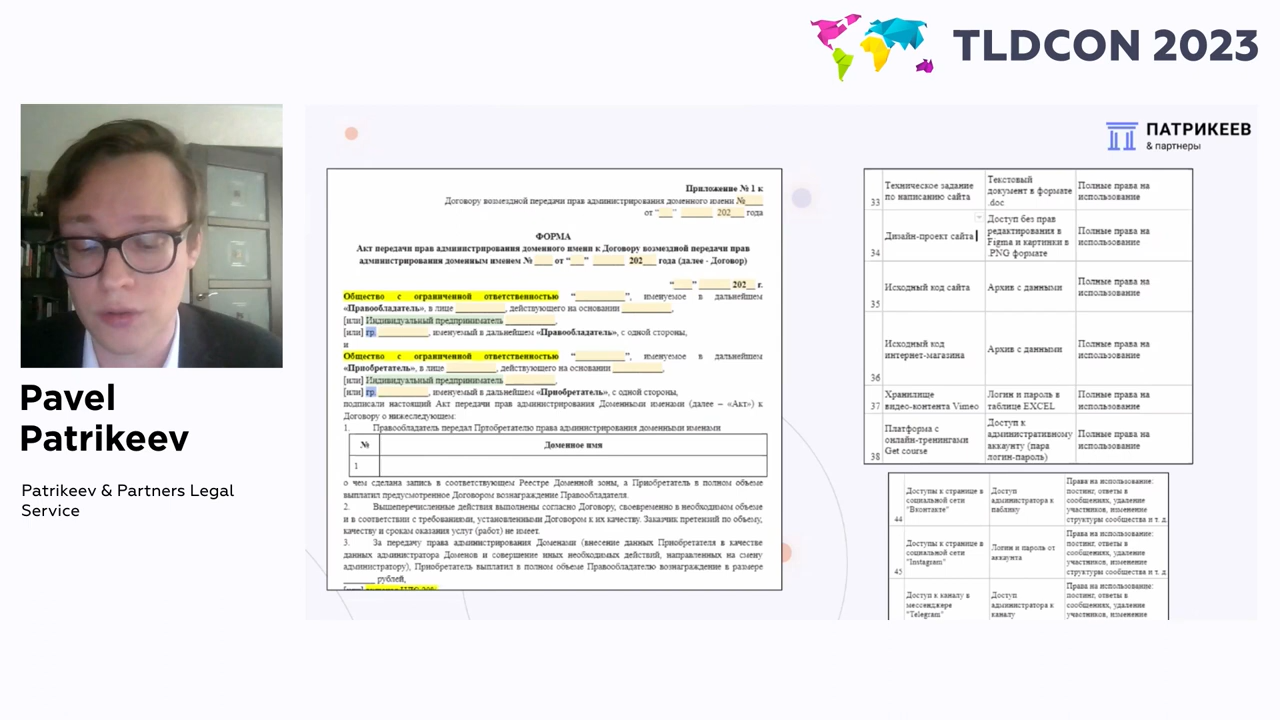 TLDCON 2023
Pavel
Patrikeev
Patrikeev & Partners Legal
Service
ПАТРИКЕЕВ
& партнеры
Приложение № 1 к
Договору возмездной передачи прав администрирования доменного имени №____
от “___” _______ 202___ года
ФОРМА
Акт передачи прав администрирования доменного имени к Договору возмездной передачи прав
администрирования доменным именем № ____ от “___” _______ 202___ года (далее - Договор)
“____” _______ 202__ г.
Общество с ограниченной ответственностью “__________”, именуемое в дальнейшем
«Правообладатель», в лице __________, действующего на основании __________,
[или] Индивидуальный предприниматель __________,
[или] гр. __________, именуемый в дальнейшем «Правообладатель», с одной стороны,
и
Общество с ограниченной ответственностью “__________”, именуемое в дальнейшем
«Приобретатель», в лице __________, действующего на основании __________,
[или] Индивидуальный предприниматель __________,
[или] гр. __________, именуемый в дальнейшем «Приобретатель», с одной стороны,
подписали настоящий Акт передачи прав администрирования Доменными именами (далее – «Акт») к
Договору о нижеследующем:
1. Правообладатель передал Пртобретателю права администрирования доменными именами
№ Доменное имя
1
о чем сделана запись в соответствующем Реестре Доменной зоны, а Приобретатель в полном объеме
выплатил предусмотренное Договором вознаграждение Правообладателя.
2. Вышеперечисленные действия выполнены согласно Договору, своевременно в необходимом объеме
и в соответствии с требованиями, установленными Договором к их качеству. Заказчик претензий по объему,
качеству и срокам оказания услуг (работ) не имеет.
3. За передачу права администрирования Доменными (внесение данных Приобретателя в качестве
данных администратора Доменов и совершение иных необходимых действий, направленных на смену
администратору), Приобретатель выплатил в полном объеме Правообладателю вознаграждение в размере
_______ рублей,
33 Техническое задание по написанию сайта Текстовый документ в формате .doc Полные права на использование
34 Дизайн-проект сайта Доступ без прав редактирования в Figma и картинки в .PNG формате Полные права на использование
35 Исходный код сайта Архив с данными Полные права на использование
36 Исходный код интернет-магазина Архив с данными Полные права на использование
37 Хранилище видео-контента Vimeo Логин и пароль в таблице EXCEL Полные права на использование
38 Платформа с онлайн-тренингами Get course Доступ к административному аккаунту (пара логин-пароль) Полные права на использование
44 Доступы к странице в социальной сети "Вконтакте" Доступ администратора к паблику Права на использование: постинг, ответы в сообщениях, удаление участников, изменение структуры сообщества и т. д.
45 Доступы к странице в социальной сети "Instagram" Логин и пароль от аккаунта Права на использование: постинг, ответы в сообщениях, удаление участников, изменение структуры сообщества и т. д.
Доступ к каналу в мессенджере "Telegram" Доступ администратора к каналу Права на использование: постинг, ответы в сообщениях, удаление участников, изменение